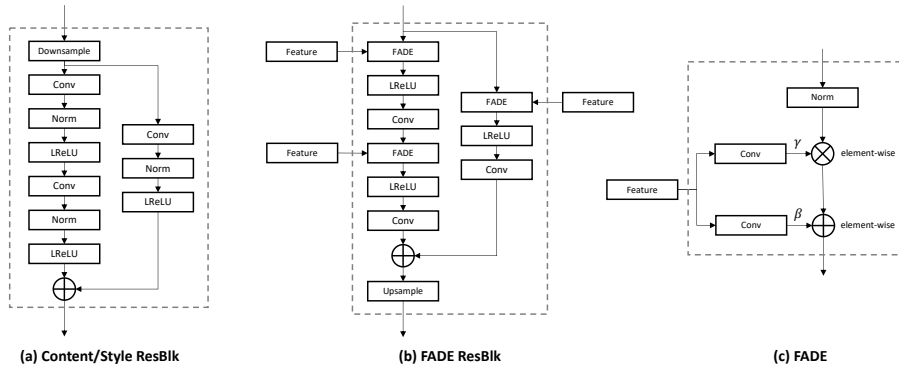 Downsample
Conv
Norm
LReLU
Conv
Norm
LReLU
Conv
Norm
LReLU
(a) Content/Style ResBlk
Feature
FADE
LReLU
Conv
Feature
FADE
LReLU
Conv
FADE
Feature
LReLU
Conv
Upsample
(b) FADE ResBlk
Norm
Conv
γ
element-wise
Feature
Conv
β
element-wise
(c) FADE